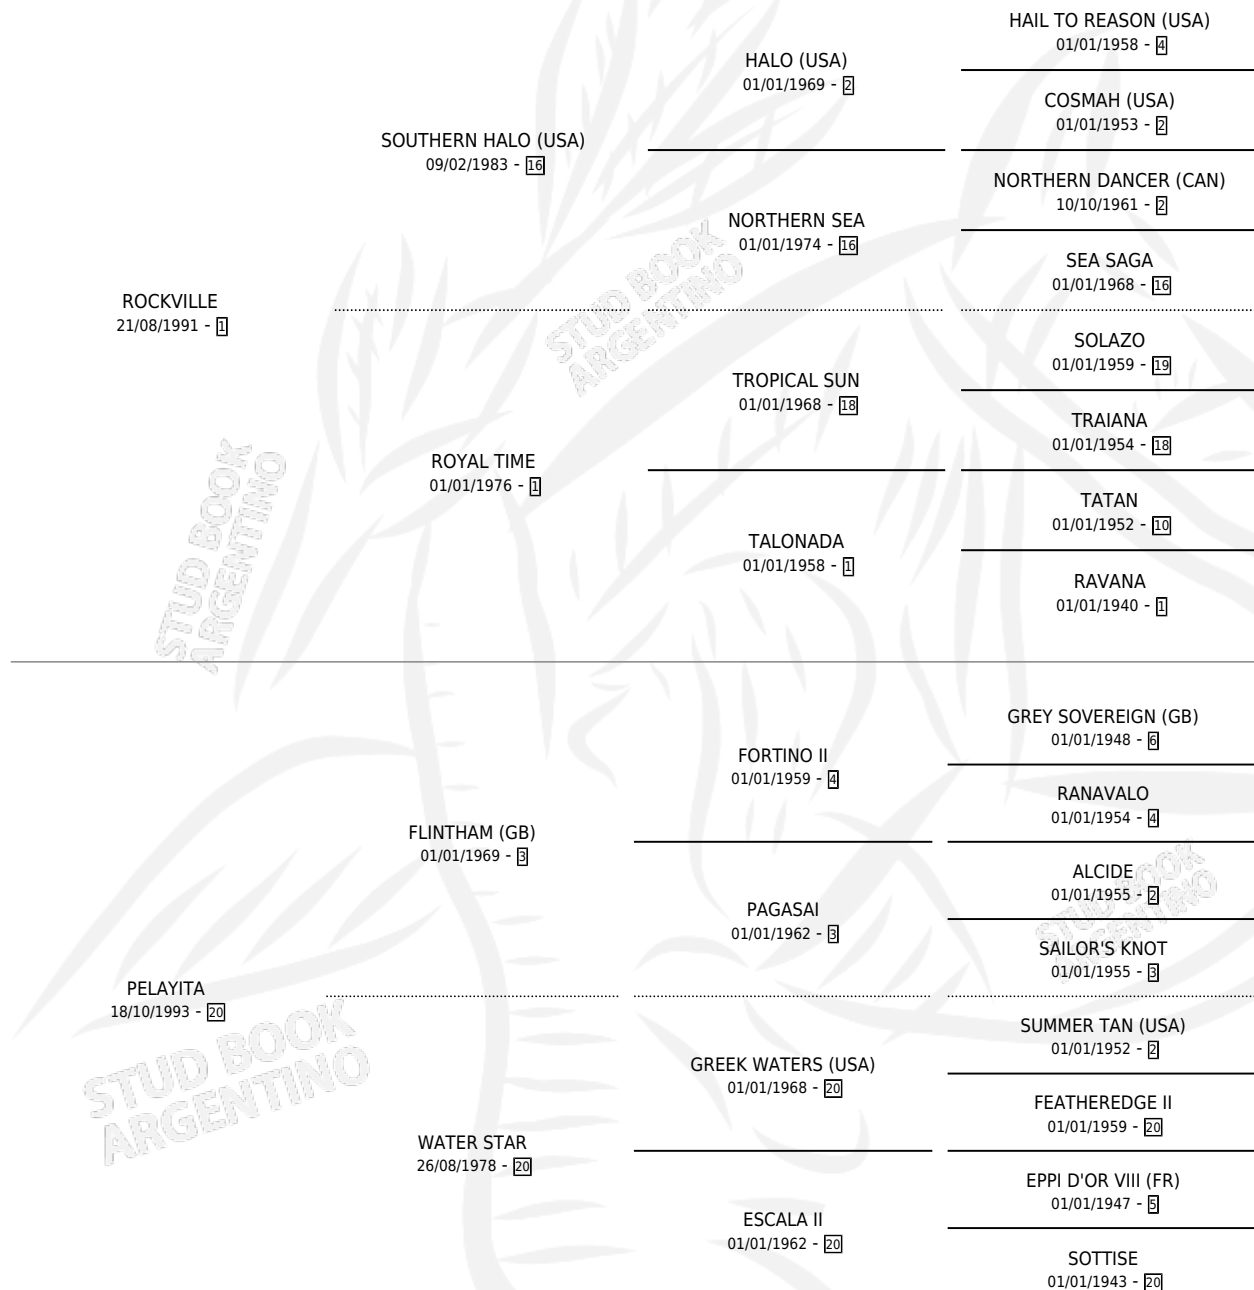 HAIL TO REASON (USA)
01/01/1958 - 4
HALO (USA)
01/01/1969 - 2
COSMAH (USA)
01/01/1953 - 2
SOUTHERN HALO (USA)
09/02/1983 - 16
NORTHERN DANCER (CAN)
10/10/1961 - 2
NORTHERN SEA
01/01/1974 - 16
SEA SAGA
01/01/1968 - 16
ROCKVILLE
21/08/1991 - 1
SOLAZO
01/01/1959 - 19
TROPICAL SUN
01/01/1968 - 18
TRAIANA
01/01/1954 - 18
ROYAL TIME
01/01/1976 - 1
TATAN
01/01/1952 - 10
TALONADA
01/01/1958 - 1
RAVANA
01/01/1940 - 1
GREY SOVEREIGN (GB)
01/01/1948 - 6
FORTINO II
01/01/1959 - 4
RANAVALO
01/01/1954 - 4
FLINTHAM (GB)
01/01/1969 - 3
ALCIDE
01/01/1955 - 2
PAGASAI
01/01/1962 - 3
SAILOR'S KNOT
01/01/1955 - 3
PELAYITA
18/10/1993 - 20
SUMMER TAN (USA)
01/01/1952 - 2
GREEK WATERS (USA)
01/01/1968 - 20
FEATHEREDGE II
01/01/1959 - 20
WATER STAR
26/08/1978 - 20
EPPI D'OR VIII (FR)
01/01/1947 - 5
ESCALA II
01/01/1962 - 20
SOTTISE
01/01/1943 - 20
STUD BOOK
ARGENTINO
STUD BOOK
ARGENTINO
STUD BOOK
ARGENTINO
STUD BOOK
ARGENTINO